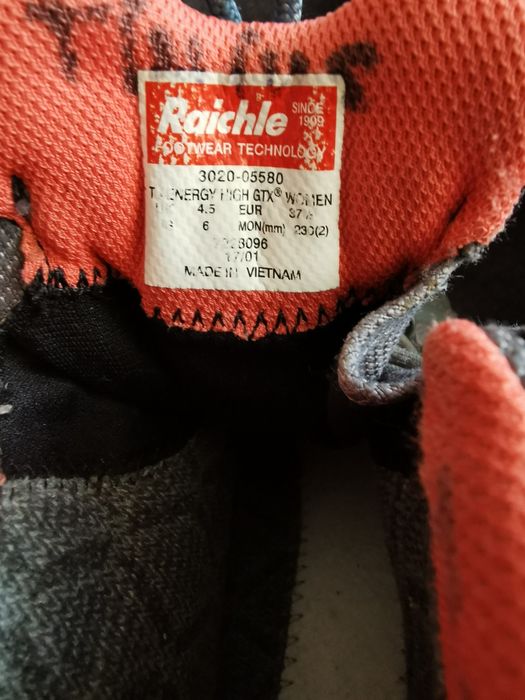 Raichle SINCE 1909
FOOTWEAR TECHNOLOGY
3020-05580
ENERGY HIGH GTX® WOMEN
4.5 EUR 37⅓
6 MON(mm) 230(2)
17/01
MADE IN VIETNAM